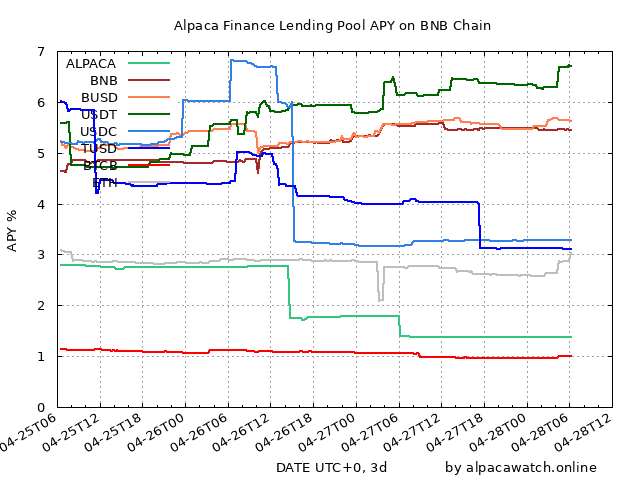 Alpaca Finance Lending Pool APY on BNB Chain
7
6
5
4
3
2
1
0
APY %
ALPACA
BNB
BUSD
USDT
USDC
TUSD
BTCB
ETH
04-25T06
04-25T12
04-25T18
04-26T00
04-26T06
04-26T12
04-26T18
04-27T00
04-27T06
04-27T12
04-27T18
04-28T00
04-28T06
04-28T12
DATE UTC+0, 3d
by alpacawatch.online